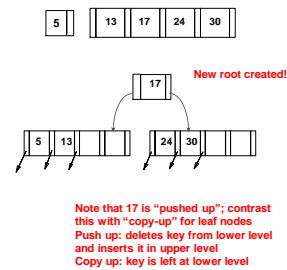 5 13 17 24 30
New root created!
17
5 13 24 30
Note that 17 is “pushed up”; contrast
this with “copy-up” for leaf nodes
Push up: deletes key from lower level
and inserts it in upper level
Copy up: key is left at lower level